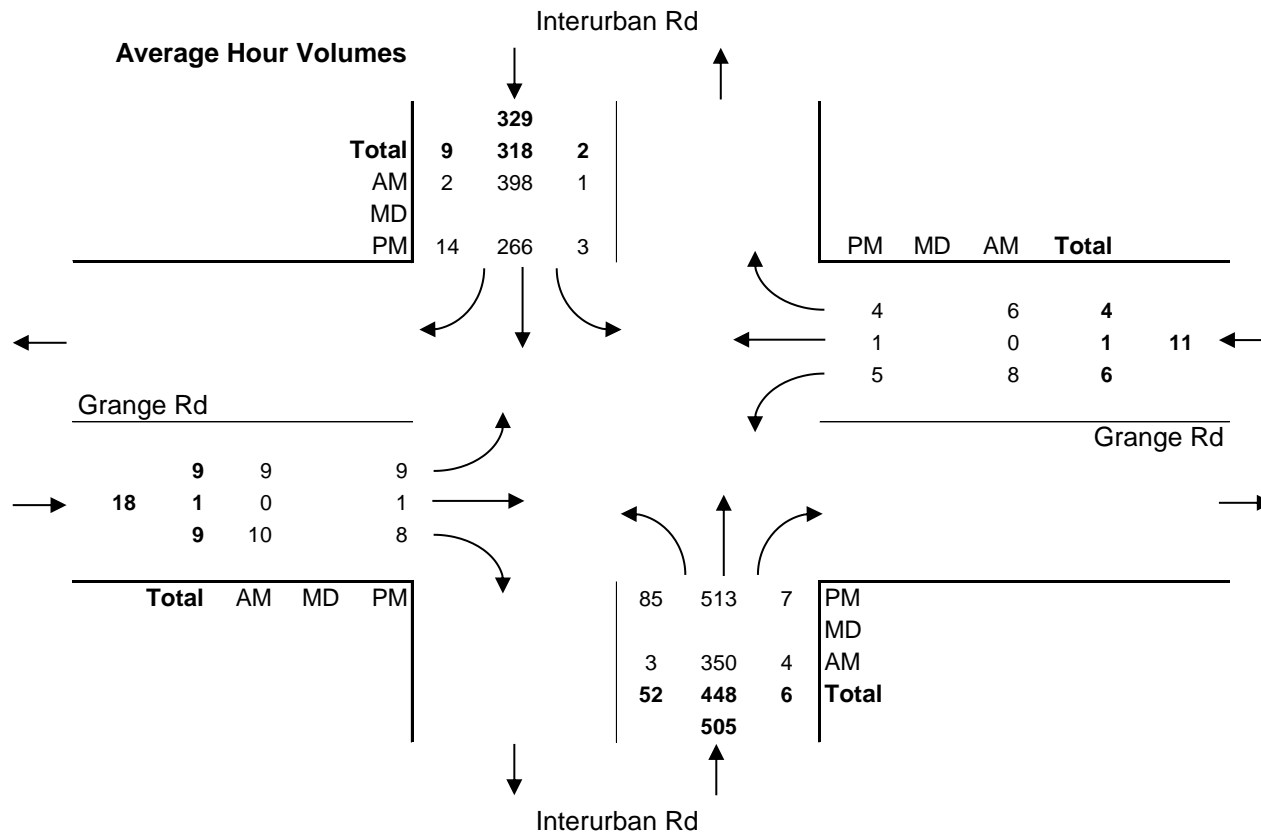 Interurban Rd
Average Hour Volumes
329
Total 9 318 2
AM 2 398 1
MD
PM 14 266 3
PM MD AM Total
4 6 4
1 0 1 11
5 8 6
Grange Rd
Grange Rd
9 9 9
18 1 0 1
9 10 8
Total AM MD PM
85 513 7 PM
MD
3 350 4 AM
52 448 6 Total
505
Interurban Rd